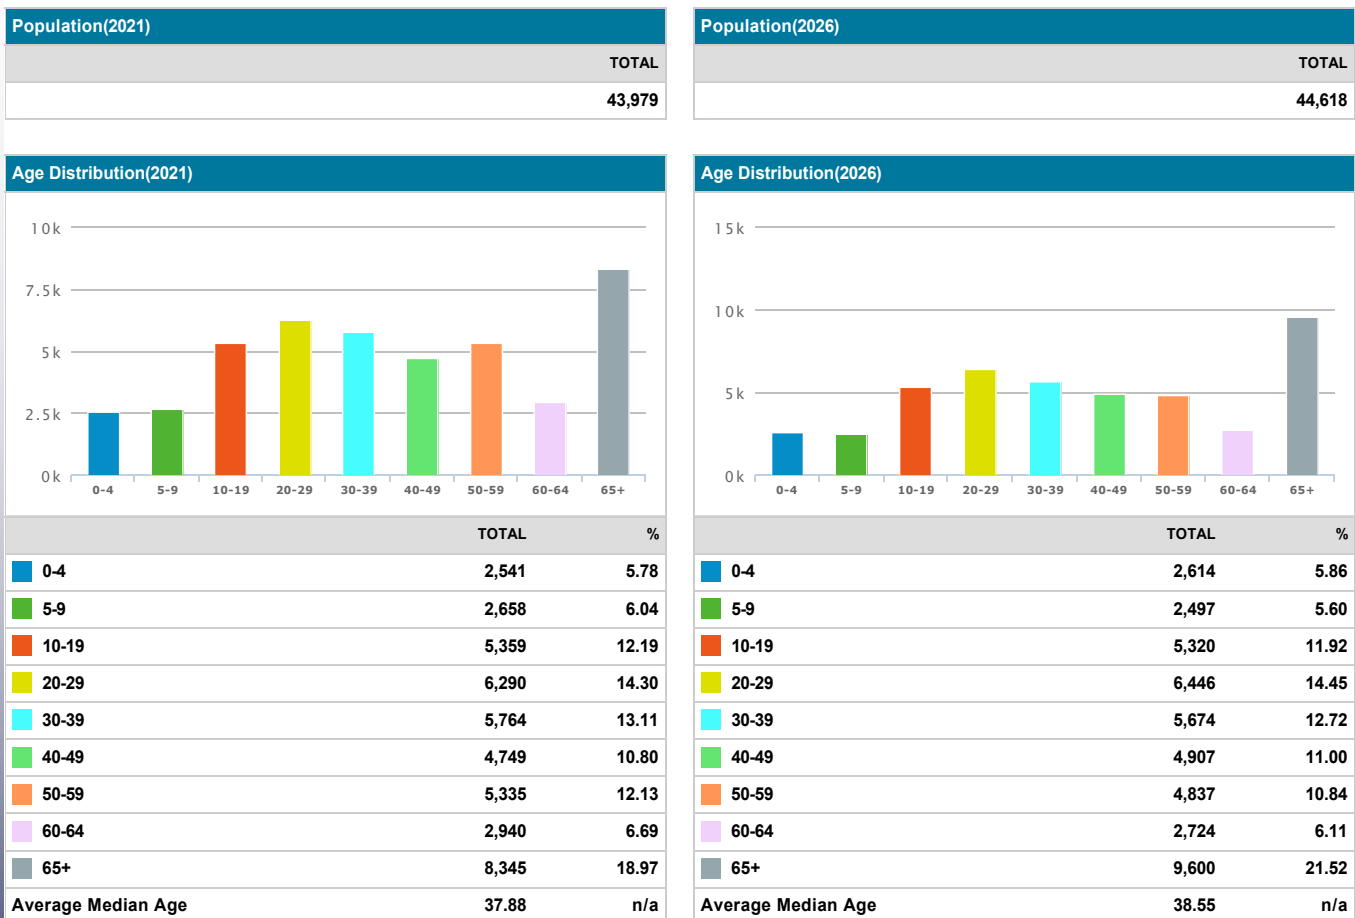 Population(2021)
TOTAL
43,979
Population(2026)
TOTAL
44,618
Age Distribution(2021)
10k
7.5k
5k
2.5k
0k
0-4 5-9 10-19 20-29 30-39 40-49 50-59 60-64 65+
TOTAL %
0-4 2,541 5.78
5-9 2,658 6.04
10-19 5,359 12.19
20-29 6,290 14.30
30-39 5,764 13.11
40-49 4,749 10.80
50-59 5,335 12.13
60-64 2,940 6.69
65+ 8,345 18.97
Average Median Age 37.88 n/a
Age Distribution(2026)
15k
10k
5k
0k
0-4 5-9 10-19 20-29 30-39 40-49 50-59 60-64 65+
TOTAL %
0-4 2,614 5.86
5-9 2,497 5.60
10-19 5,320 11.92
20-29 6,446 14.45
30-39 5,674 12.72
40-49 4,907 11.00
50-59 4,837 10.84
60-64 2,724 6.11
65+ 9,600 21.52
Average Median Age 38.55 n/a